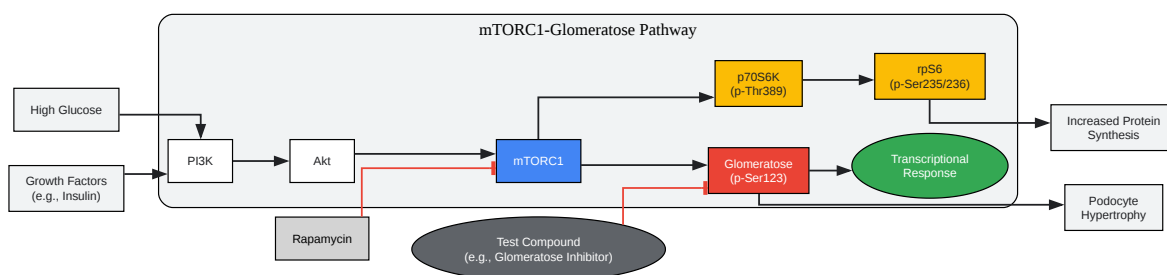 mTORC1-Glomeratose Pathway
High Glucose
Growth Factors
(e.g., Insulin)
PI3K
Akt
Rapamycin
mTORC1
Test Compound
(e.g., Glomeratose Inhibitor)
p70S6K
(p-Thr389)
rpS6
(p-Ser235/236)
Glomeratose
(p-Ser123)
Transcriptional
Response
Increased Protein
Synthesis
Podocyte
Hypertrophy